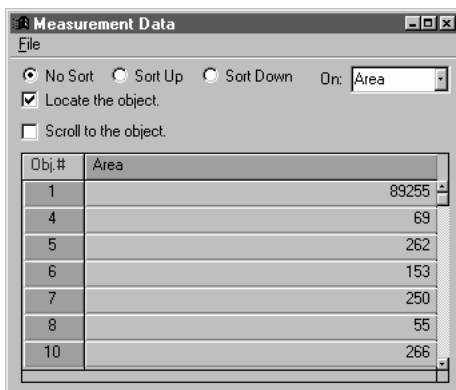 Measurement Data
File
No Sort Sort Up Sort Down On: Area
Locate the object.
Scroll to the object.
Obj.# Area
1 89255
4 69
5 262
6 153
7 250
8 55
10 266